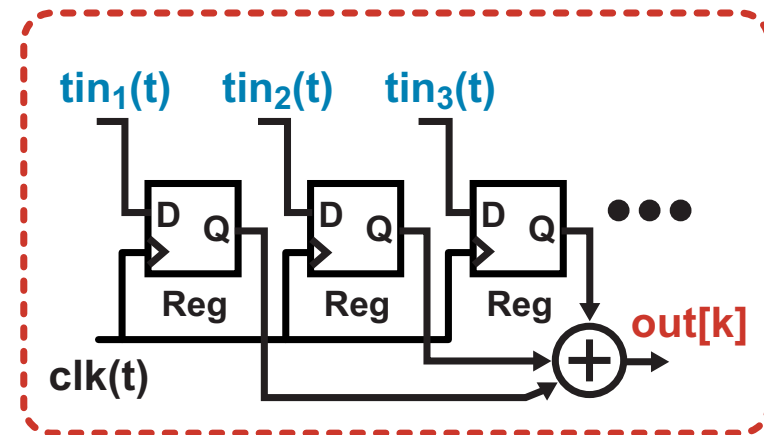 tin1(t) tin2(t) tin3(t)
D Q D Q D Q
Reg Reg Reg
out[k]
clk(t)